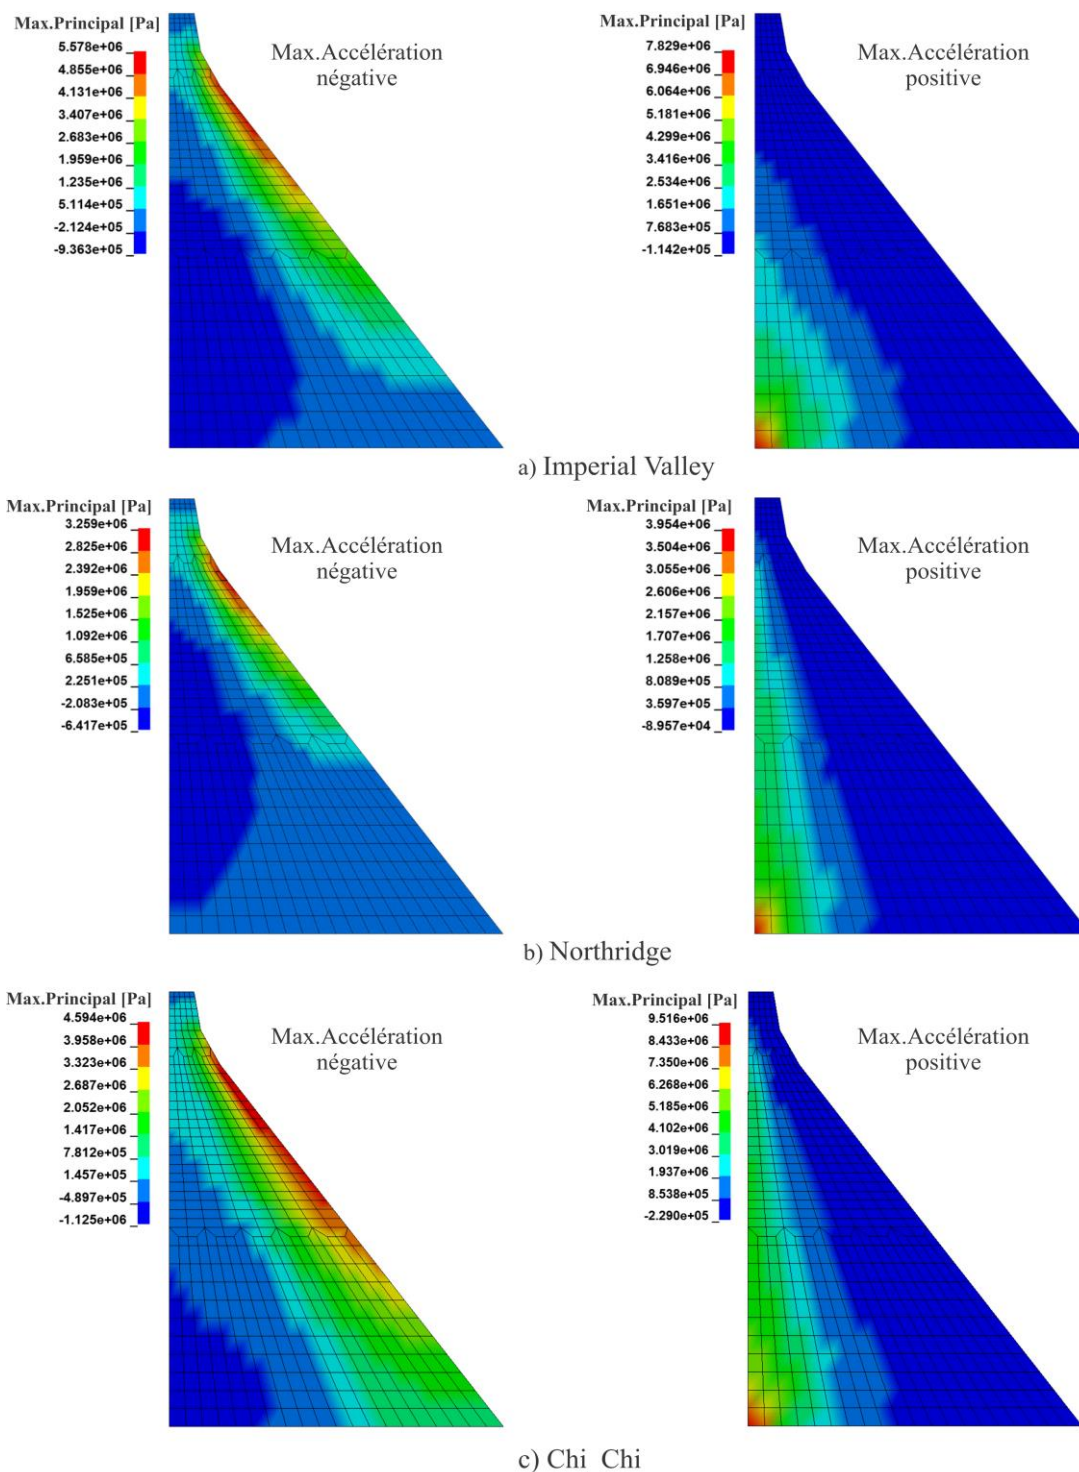 Max.Principal [Pa]
5.578e+06
4.855e+06
4.131e+06
3.407e+06
2.683e+06
1.959e+06
1.235e+06
5.114e+05
-2.124e+05
-9.363e+05
Max.Accélération
négative
Max.Principal [Pa]
7.829e+06
6.946e+06
6.064e+06
5.181e+06
4.299e+06
3.416e+06
2.534e+06
1.651e+06
7.683e+05
-1.142e+05
Max.Accélération
positive
a) Imperial Valley
Max.Principal [Pa]
3.259e+06
2.825e+06
2.392e+06
1.959e+06
1.525e+06
1.092e+06
6.585e+05
2.251e+05
-2.083e+05
-6.417e+05
Max.Accélération
négative
Max.Principal [Pa]
3.954e+06
3.504e+06
3.055e+06
2.606e+06
2.157e+06
1.707e+06
1.258e+06
8.089e+05
3.597e+05
-8.957e+04
Max.Accélération
positive
b) Northridge
Max.Principal [Pa]
4.594e+06
3.958e+06
3.323e+06
2.687e+06
2.052e+06
1.417e+06
7.812e+05
1.457e+05
-4.897e+05
-1.125e+06
Max.Accélération
négative
Max.Principal [Pa]
9.516e+06
8.433e+06
7.350e+06
6.268e+06
5.185e+06
4.102e+06
3.019e+06
1.937e+06
8.538e+05
-2.290e+05
Max.Accélération
positive
c) Chi Chi